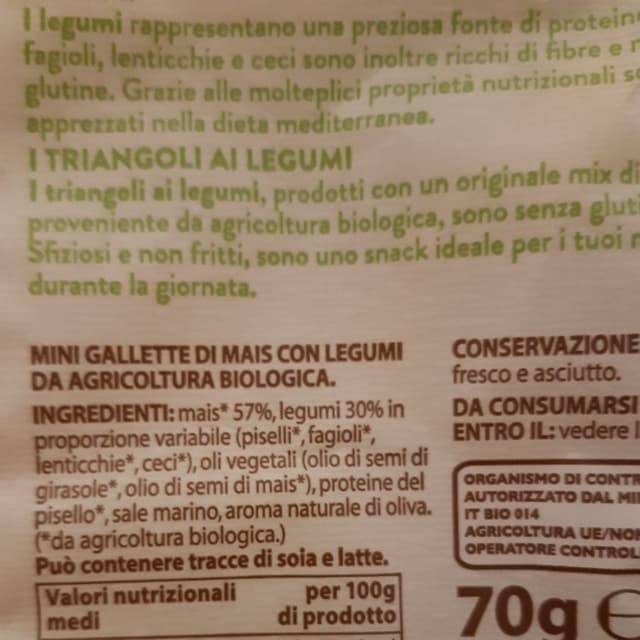 I legumi rappresentano una preziosa fonte di
fagioli, lenticchie e ceci sono inoltre ricchi di fibre e
glutine. Grazie alle molteplici proprietà nutrizionali
apprezzati nella dieta mediterranea.
I TRIANGOLI AI LEGUMI
I triangoli ai legumi, prodotti con un originale mix di
proveniente da agricoltura biologica, sono senza
Sfiziosi e non fritti, sono uno snack ideale per i tuoi
durante la giornata.
MINI GALLETTE DI MAIS CON LEGUMI
DA AGRICOLTURA BIOLOGICA.
INGREDIENTI: mais* 57%, legumi 30% in
proporzione variabile (piselli*, fagioli*,
lenticchie*, ceci*), oli vegetali (olio di semi di
girasole*, olio di semi di mais*), proteine del
pisello*, sale marino, aroma naturale di oliva.
(*da agricoltura biologica.)
Può contenere tracce di soia e latte.
Valori nutrizionali per 100g
medi di prodotto
CONSERVAZIONE
fresco e asciutto.
DA CONSUMARSI
ENTRO IL: vedere
ORGANISMO DI
AUTORIZZATO DAL
IT BIO 014
AGRICOLTURA UE/
OPERATORE
70g e